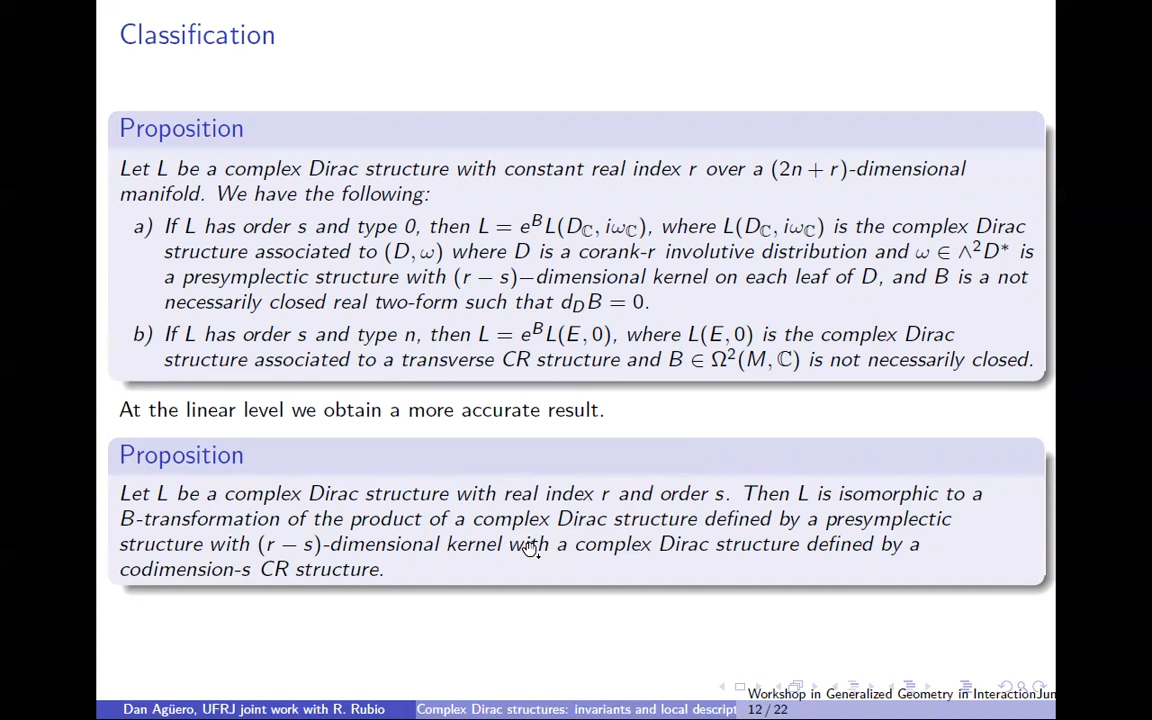 Classification
Proposition
Let L be a complex Dirac structure with constant real index r over a (2n + r)-dimensional
manifold. We have the following:
a) If L has order s and type 0, then L = e^B L(D_ℂ, iω_ℂ), where L(D_ℂ, iω_ℂ) is the complex Dirac
structure associated to (D, ω) where D is a corank-r involutive distribution and ω ∈ ∧²D* is
a presymplectic structure with (r − s)−dimensional kernel on each leaf of D, and B is a not
necessarily closed real two-form such that d_D B = 0.
b) If L has order s and type n, then L = e^B L(E, 0), where L(E, 0) is the complex Dirac
structure associated to a transverse CR structure and B ∈ Ω²(M, ℂ) is not necessarily closed.
At the linear level we obtain a more accurate result.
Proposition
Let L be a complex Dirac structure with real index r and order s. Then L is isomorphic to a
B-transformation of the product of a complex Dirac structure defined by a presymplectic
structure with (r − s)-dimensional kernel with a complex Dirac structure defined by a
codimension-s CR structure.
Workshop in Generalized Geometry in InteractionJun
Dan Agüero, UFRJ joint work with R. Rubio
Complex Dirac structures: invariants and local descript
12 / 22